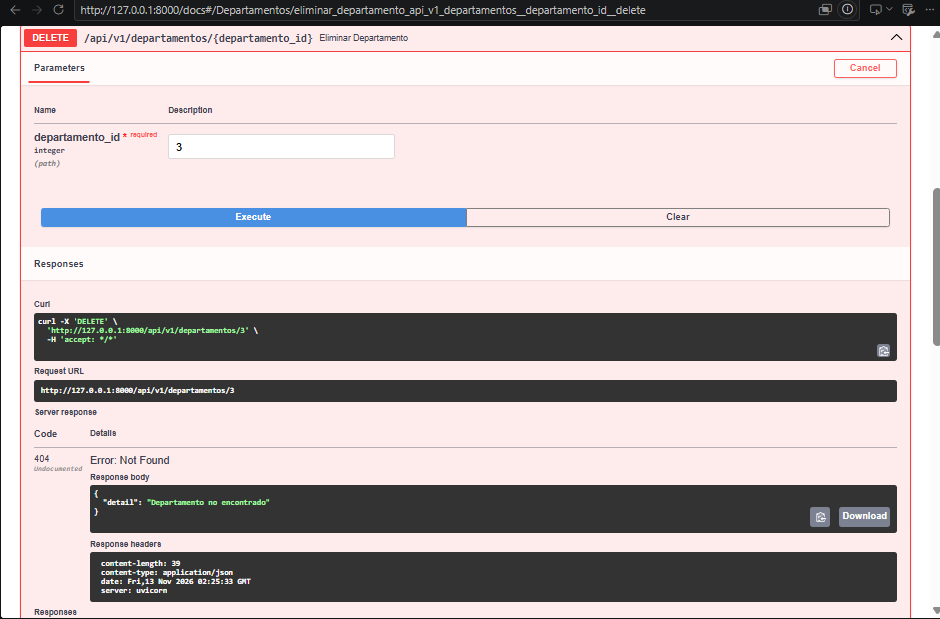 http://127.0.0.1:8000/docs#/Departamentos/eliminar_departamento_api_v1_departamentos__departamento_id__delete
DELETE /api/v1/departamentos/{departamento_id} Eliminar Departamento
Parameters
Cancel
Name Description
departamento_id * required
integer
(path)
3
Execute Clear
Responses
Curl
curl -X 'DELETE' \
'http://127.0.0.1:8000/api/v1/departamentos/3' \
-H 'accept: */*'
Request URL
http://127.0.0.1:8000/api/v1/departamentos/3
Server response
Code Details
404 Error: Not Found
Undocumented
Response body
{
"detail": "Departamento no encontrado"
}
Download
Response headers
content-length: 39
content-type: application/json
date: Fri,13 Nov 2026 02:25:33 GMT
server: uvicorn
Responses